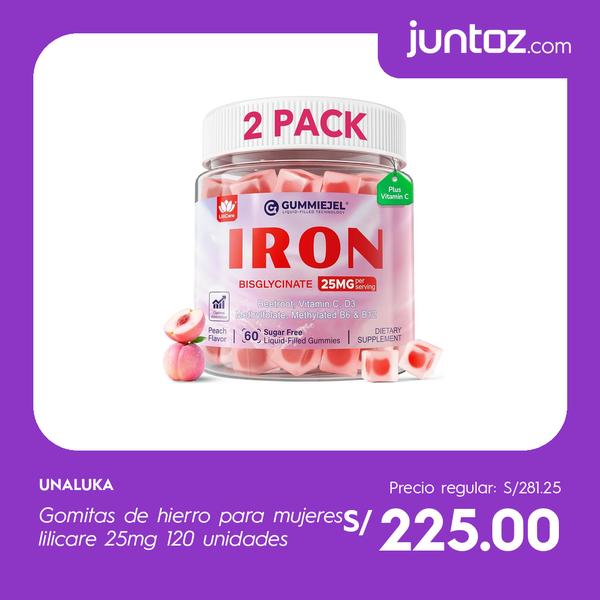 juntoz.com
2 PACK
Plus
Vitamin C
LiliCare
GUMMIEJEL®
LIQUID-FILLED TECHNOLOGY
IRON
BISGLYCINATE 25MG per serving
Beetroot, Vitamin C, D3,
Methylfolate, Methylated B6 & B12
Peach
Flavor
60 Sugar Free
Liquid-Filled Gummies
DIETARY
SUPPLEMENT
UNALUKA
Gomitas de hierro para mujeres
lilicare 25mg 120 unidades
Precio regular: S/281.25
S/ 225.00